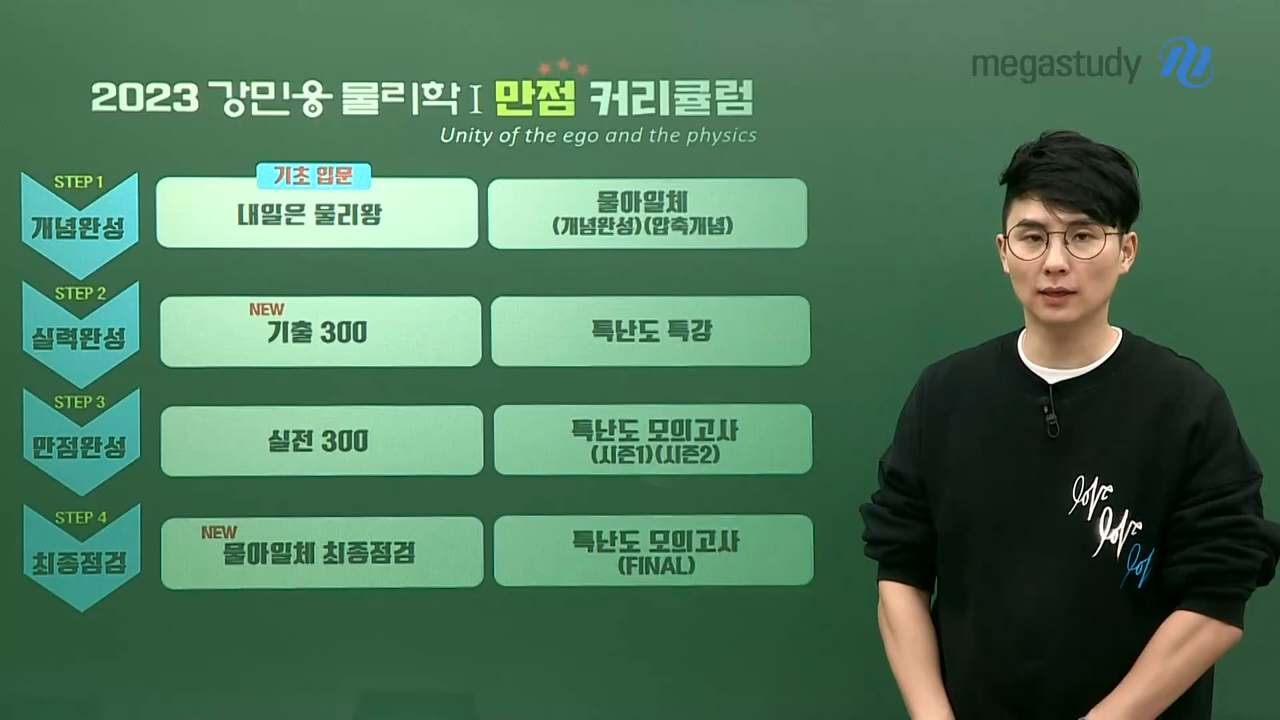 megastudy
2023 강민웅 물리학 I 만점 커리큘럼
Unity of the ego and the physics
STEP 1
개념완성
기초 입문
내일은 물리왕
물아일체
(개념완성)(압축개념)
STEP 2
실력완성
NEW
기출 300
특난도 특강
STEP 3
만점완성
실전 300
특난도 모의고사
(시즌1)(시즌2)
STEP 4
최종점검
NEW
물아일체 최종점검
특난도 모의고사
(FINAL)
love
love